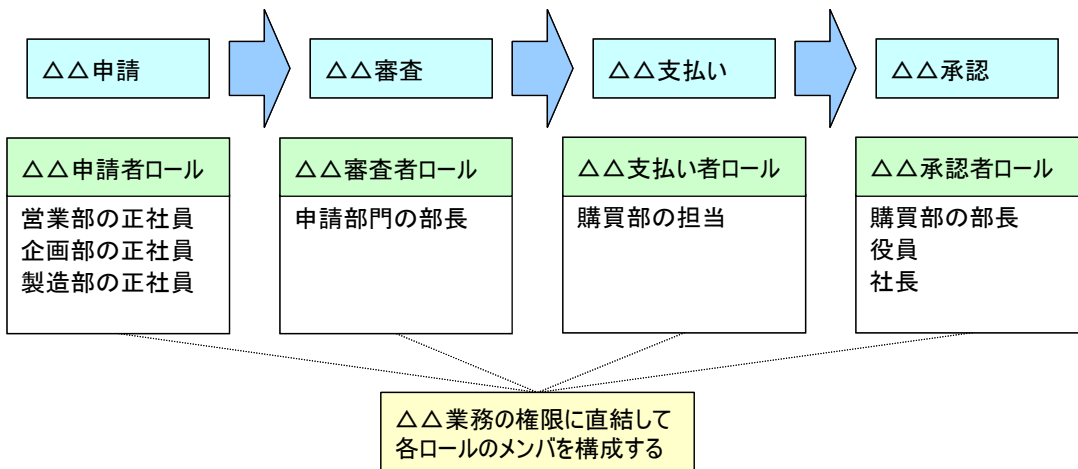 △△申請
△△審査
△△支払い
△△承認
△△申請者ロール
営業部の正社員
企画部の正社員
製造部の正社員
△△審査者ロール
申請部門の部長
△△支払い者ロール
購買部の担当
△△承認者ロール
購買部の部長
役員
社長
△△業務の権限に直結して
各ロールのメンバを構成する